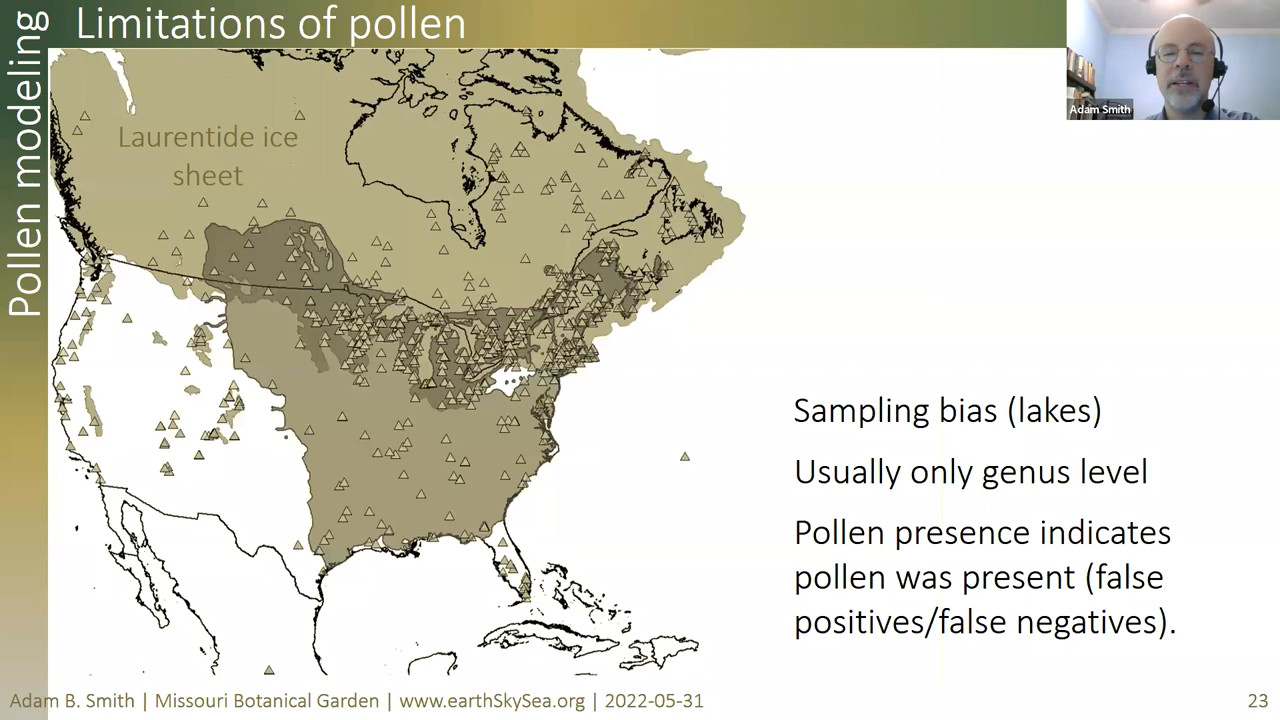 Limitations of pollen
Pollen modeling
Adam Smith
Laurentide ice
sheet
Sampling bias (lakes)
Usually only genus level
Pollen presence indicates
pollen was present (false
positives/false negatives).
Adam B. Smith | Missouri Botanical Garden | www.earthSkySea.org | 2022-05-31
23